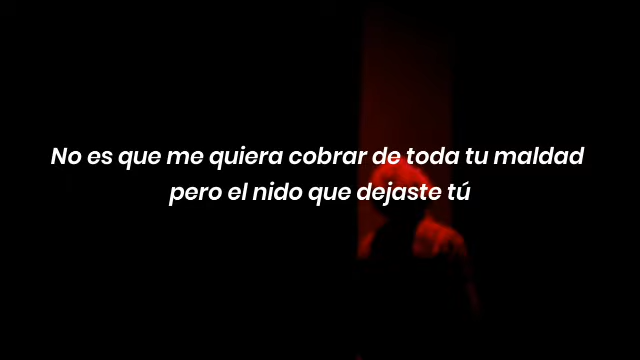 No es que me quiera cobrar de toda tu maldad
pero el nido que dejaste tú